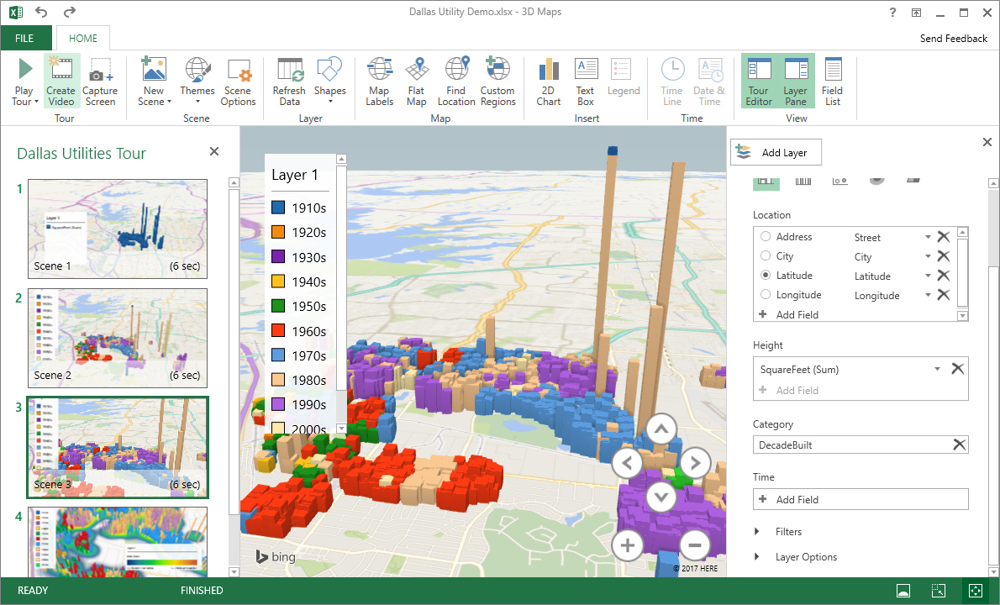 Dallas Utility Demo.xlsx - 3D Maps
?
FILE
HOME
Send Feedback
Play Tour
Create Video
Capture Screen
Tour
New Scene
Themes
Scene Options
Scene
Refresh Data
Shapes
Layer
Map Labels
Flat Map
Find Location
Custom Regions
Map
2D Chart
Text Box
Legend
Insert
Time Line
Date & Time
Time
Tour Editor
Layer Pane
Field List
View
Dallas Utilities Tour
1
Layer 1
SquareFeet (Sum)
Scene 1 (6 sec)
2
Scene 2 (6 sec)
3
Scene 3 (6 sec)
4
Layer 1
1910s
1920s
1930s
1940s
1950s
1960s
1970s
1980s
1990s
2000s
bing
© 2017 HERE
Add Layer
Location
Address Street
City City
Latitude Latitude
Longitude Longitude
Add Field
Height
SquareFeet (Sum)
Add Field
Category
DecadeBuilt
Time
Add Field
Filters
Layer Options
READY
FINISHED